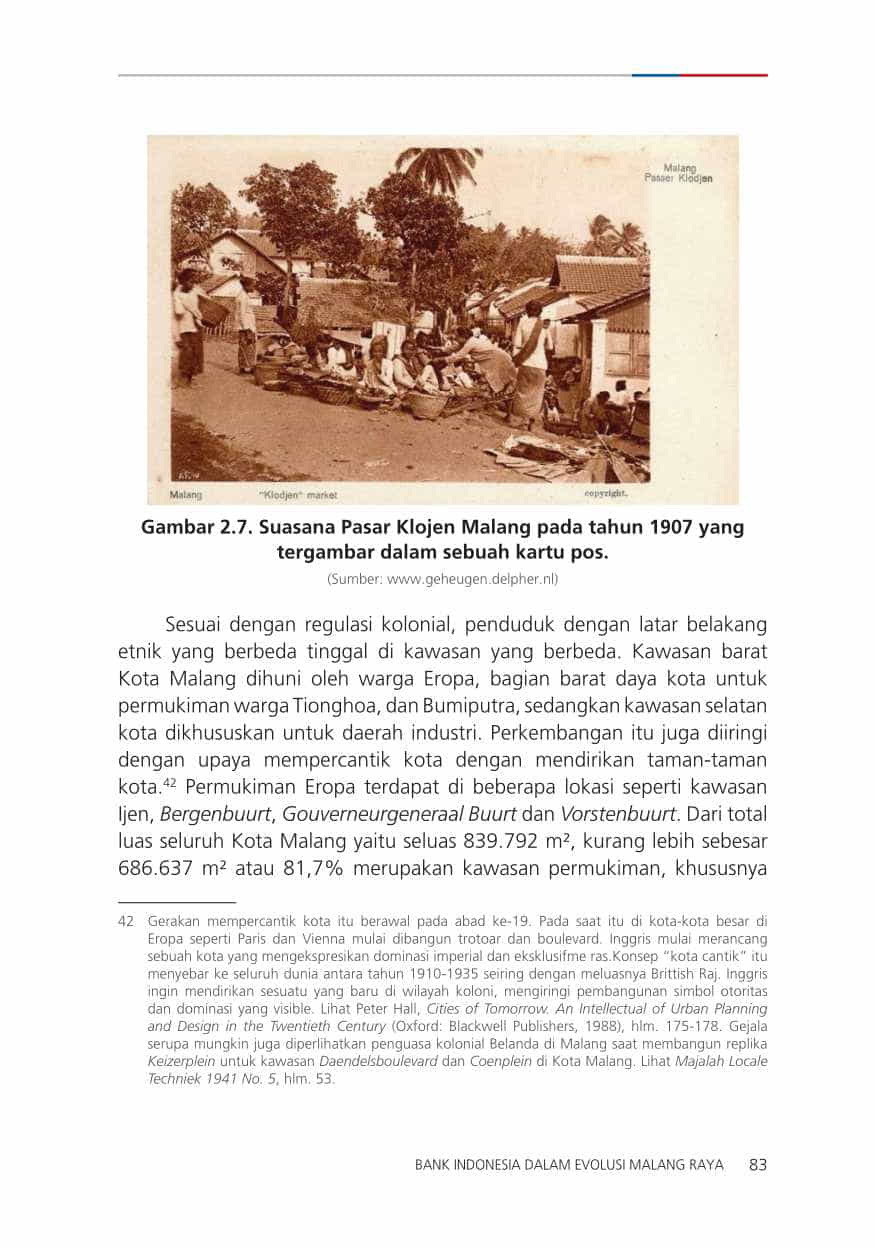 Malang
Passer Klodjen
Malang "Klodjen" market copyright.
Gambar 2.7. Suasana Pasar Klojen Malang pada tahun 1907 yang
tergambar dalam sebuah kartu pos.
(Sumber: www.geheugen.delpher.nl)
Sesuai dengan regulasi kolonial, penduduk dengan latar belakang
etnik yang berbeda tinggal di kawasan yang berbeda. Kawasan barat
Kota Malang dihuni oleh warga Eropa, bagian barat daya kota untuk
permukiman warga Tionghoa, dan Bumiputra, sedangkan kawasan selatan
kota dikhususkan untuk daerah industri. Perkembangan itu juga diiringi
dengan upaya mempercantik kota dengan mendirikan taman-taman
kota.⁴² Permukiman Eropa terdapat di beberapa lokasi seperti kawasan
Ijen, Bergenbuurt, Gouverneurgeneraal Buurt dan Vorstenbuurt. Dari total
luas seluruh Kota Malang yaitu seluas 839.792 m², kurang lebih sebesar
686.637 m² atau 81,7% merupakan kawasan permukiman, khususnya
42 Gerakan mempercantik kota itu berawal pada abad ke-19. Pada saat itu di kota-kota besar di
Eropa seperti Paris dan Vienna mulai dibangun trotoar dan boulevard. Inggris mulai merancang
sebuah kota yang mengekspresikan dominasi imperial dan eksklusifme ras.Konsep “kota cantik” itu
menyebar ke seluruh dunia antara tahun 1910-1935 seiring dengan meluasnya Brittish Raj. Inggris
ingin mendirikan sesuatu yang baru di wilayah koloni, mengiringi pembangunan simbol otoritas
dan dominasi yang visible. Lihat Peter Hall, Cities of Tomorrow. An Intellectual of Urban Planning
and Design in the Twentieth Century (Oxford: Blackwell Publishers, 1988), hlm. 175-178. Gejala
serupa mungkin juga diperlihatkan penguasa kolonial Belanda di Malang saat membangun replika
Keizerplein untuk kawasan Daendelsboulevard dan Coenplein di Kota Malang. Lihat Majalah Locale
Techniek 1941 No. 5, hlm. 53.
BANK INDONESIA DALAM EVOLUSI MALANG RAYA 83